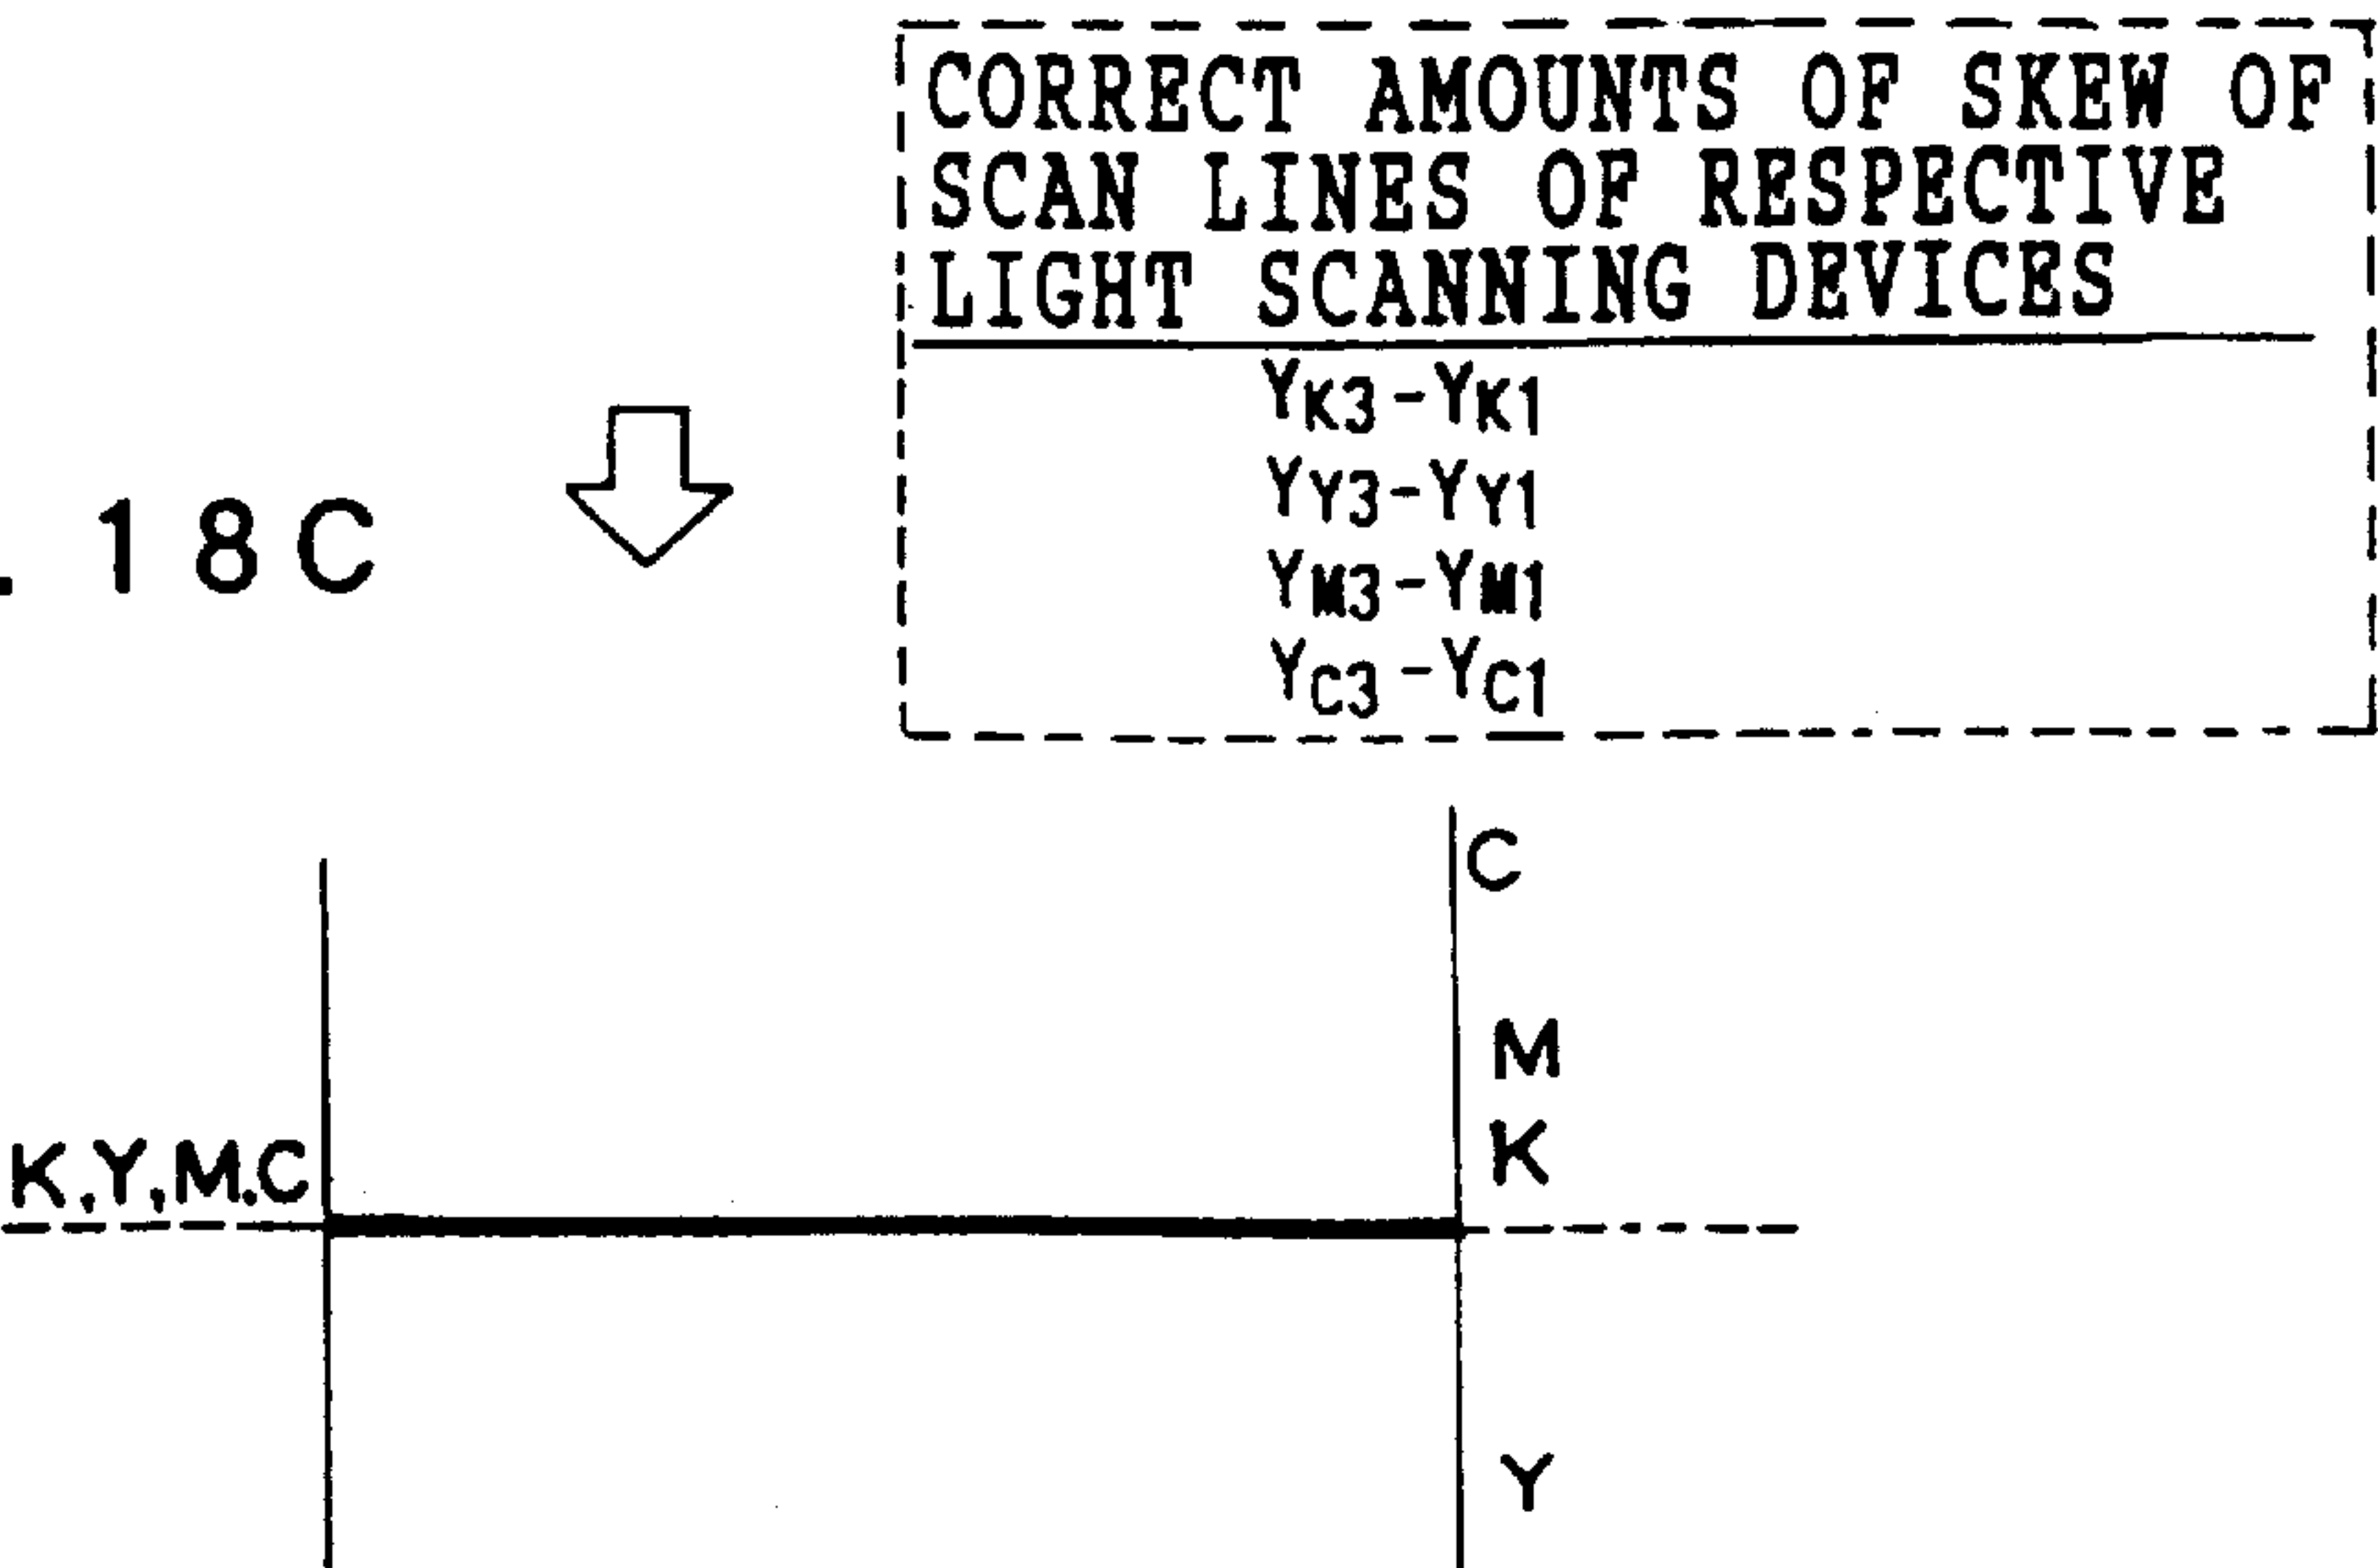 CORRECT AMOUNTS OF SKEW OF
SCAN LINES OF RESPECTIVE
LIGHT SCANNING DEVICES
YK3-YK1
YY3-YY1
YM3-YM1
YC3-YC1
. 18C
C
M
K
K,Y,M.C
Y